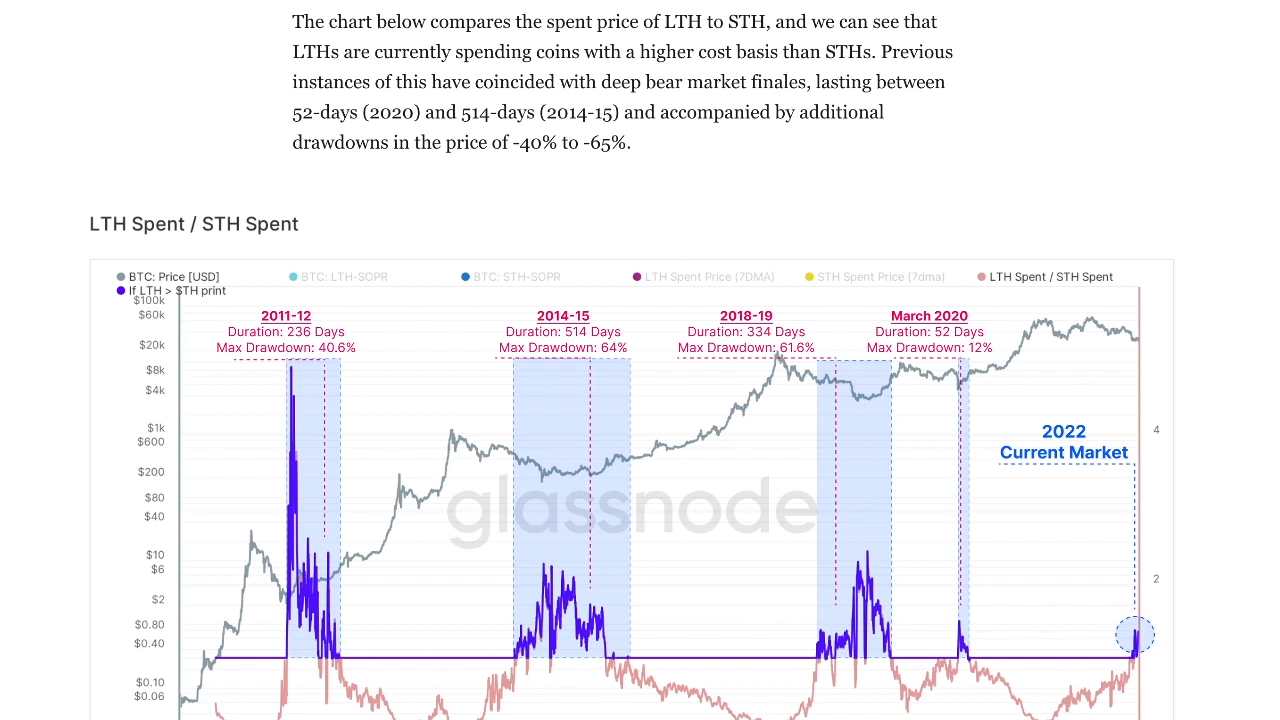 The chart below compares the spent price of LTH to STH, and we can see that
LTHs are currently spending coins with a higher cost basis than STHs. Previous
instances of this have coincided with deep bear market finales, lasting between
52-days (2020) and 514-days (2014-15) and accompanied by additional
drawdowns in the price of -40% to -65%.
LTH Spent / STH Spent
BTC: Price [USD] BTC: LTH-SOPR BTC: STH-SOPR LTH Spent Price (7DMA) STH Spent Price (7dma) LTH Spent / STH Spent
If LTH > STH print
2011-12
Duration: 236 Days
Max Drawdown: 40.6%
2014-15
Duration: 514 Days
Max Drawdown: 64%
2018-19
Duration: 334 Days
Max Drawdown: 61.6%
March 2020
Duration: 52 Days
Max Drawdown: 12%
2022
Current Market
glassnode
$100k
$60k
$20k
$8k
$4k
$1k
$600
$200
$80
$40
$10
$6
$2
$0.80
$0.40
$0.10
$0.06
4
2